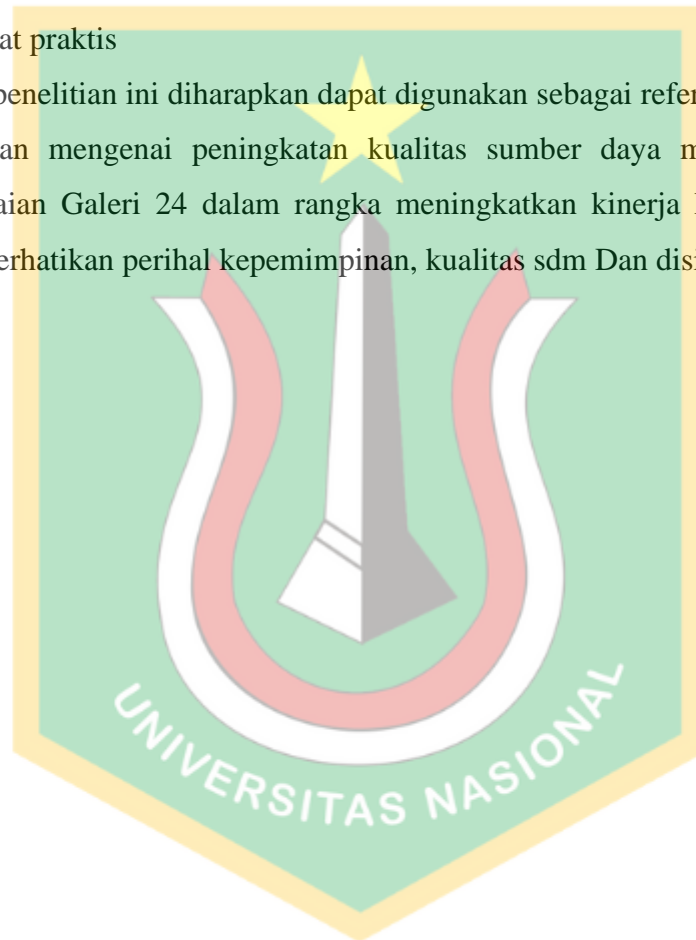 at praktis
penelitian ini diharapkan dapat digunakan sebagai refer
an mengenai peningkatan kualitas sumber daya m
aian Galeri 24 dalam rangka meningkatkan kinerja
erhatikan perihal kepemimpinan, kualitas sdm Dan disi
UNIVERSITAS NASIONAL